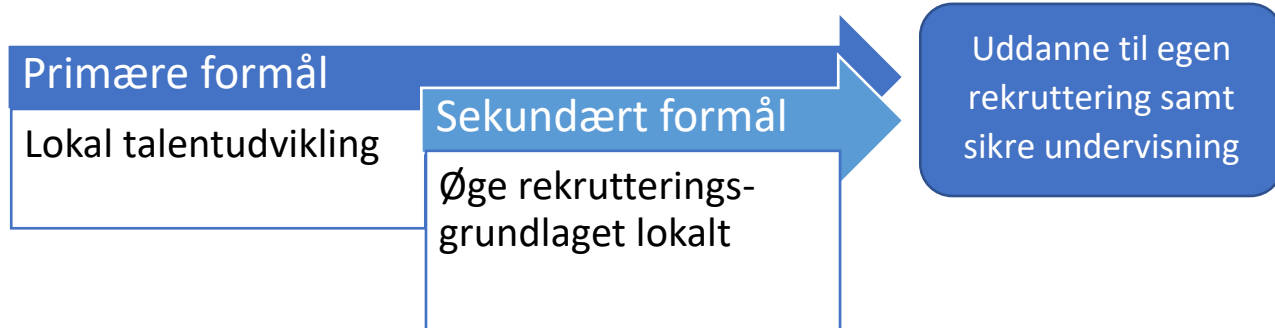 Primære formål
Lokal talentudvikling
Sekundært formål
Øge rekrutterings-
grundlaget lokalt
Uddanne til egen
rekruttering samt
sikre undervisning